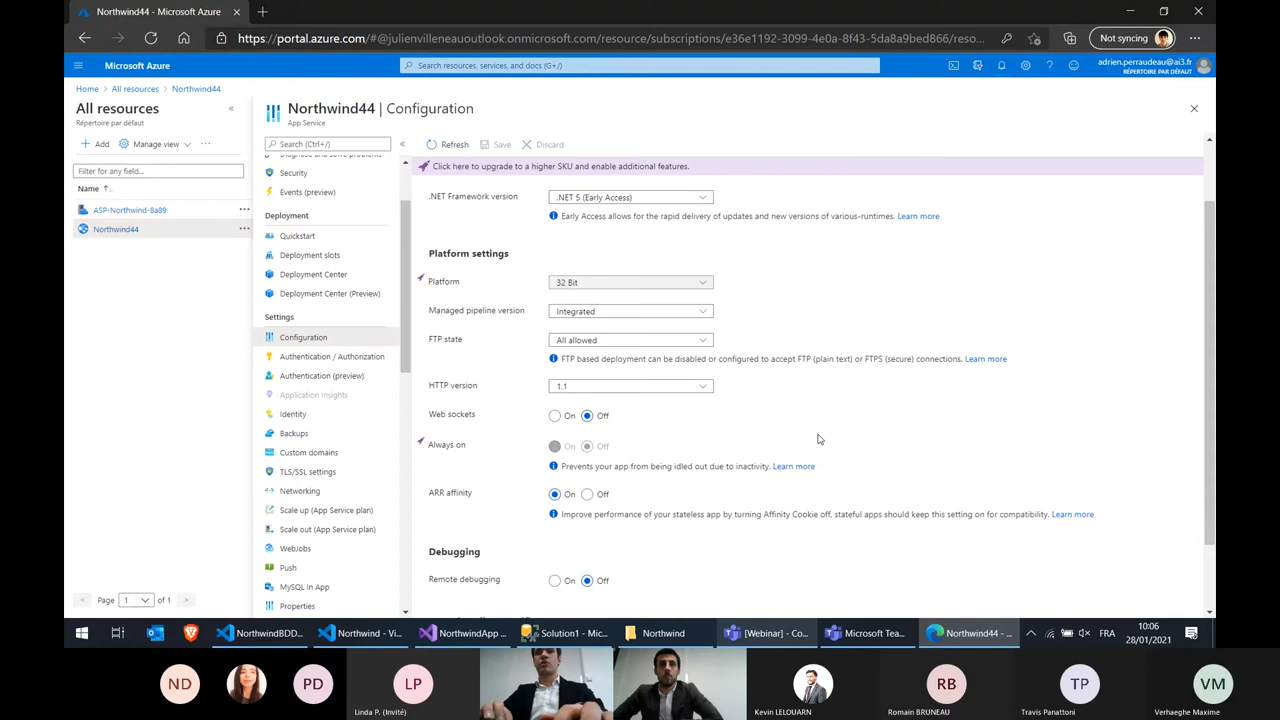 Northwind44 - Microsoft Azure
https://portal.azure.com/#@julienvilleneauoutlook.onmicrosoft.com/resource/subscriptions/e36e1192-3099-4e0a-8f43-5da8a9bed866/reso...
Not syncing
Microsoft Azure
Search resources, services, and docs (G+/)
adrien.perraudeau@ai3.fr
RÉPERTOIRE PAR DÉFAUT
Home
All resources
Northwind44
All resources
Répertoire par défaut
Add
Manage view
Filter for any field...
Name
ASP-Northwind-8a89
Northwind44
Page
1
of 1
Northwind44 | Configuration
App Service
Search (Ctrl+/)
Diagnose and solve problems
Security
Events (preview)
Deployment
Quickstart
Deployment slots
Deployment Center
Deployment Center (Preview)
Settings
Configuration
Authentication / Authorization
Authentication (preview)
Application Insights
Identity
Backups
Custom domains
TLS/SSL settings
Networking
Scale up (App Service plan)
Scale out (App Service plan)
WebJobs
Push
MySQL In App
Properties
Refresh
Save
Discard
Click here to upgrade to a higher SKU and enable additional features.
.NET Framework version
.NET 5 (Early Access)
Early Access allows for the rapid delivery of updates and new versions of various-runtimes. Learn more
Platform settings
Platform
32 Bit
Managed pipeline version
Integrated
FTP state
All allowed
FTP based deployment can be disabled or configured to accept FTP (plain text) or FTPS (secure) connections. Learn more
HTTP version
1.1
Web sockets
On
Off
Always on
On
Off
Prevents your app from being idled out due to inactivity. Learn more
ARR affinity
On
Off
Improve performance of your stateless app by turning Affinity Cookie off, stateful apps should keep this setting on for compatibility. Learn more
Debugging
Remote debugging
On
Off
NorthwindBDD...
Northwind - Vi...
NorthwindApp ...
Solution1 - Mic...
Northwind
[Webinar] - Co...
Microsoft Tea...
Northwind44 - ...
FRA
10:06
28/01/2021
ND
PD
LP
Linda P. (Invité)
Kevin LELOUARN
RB
Romain BRUNEAU
TP
Travis Panattoni
VM
Verhaeghe Maxime